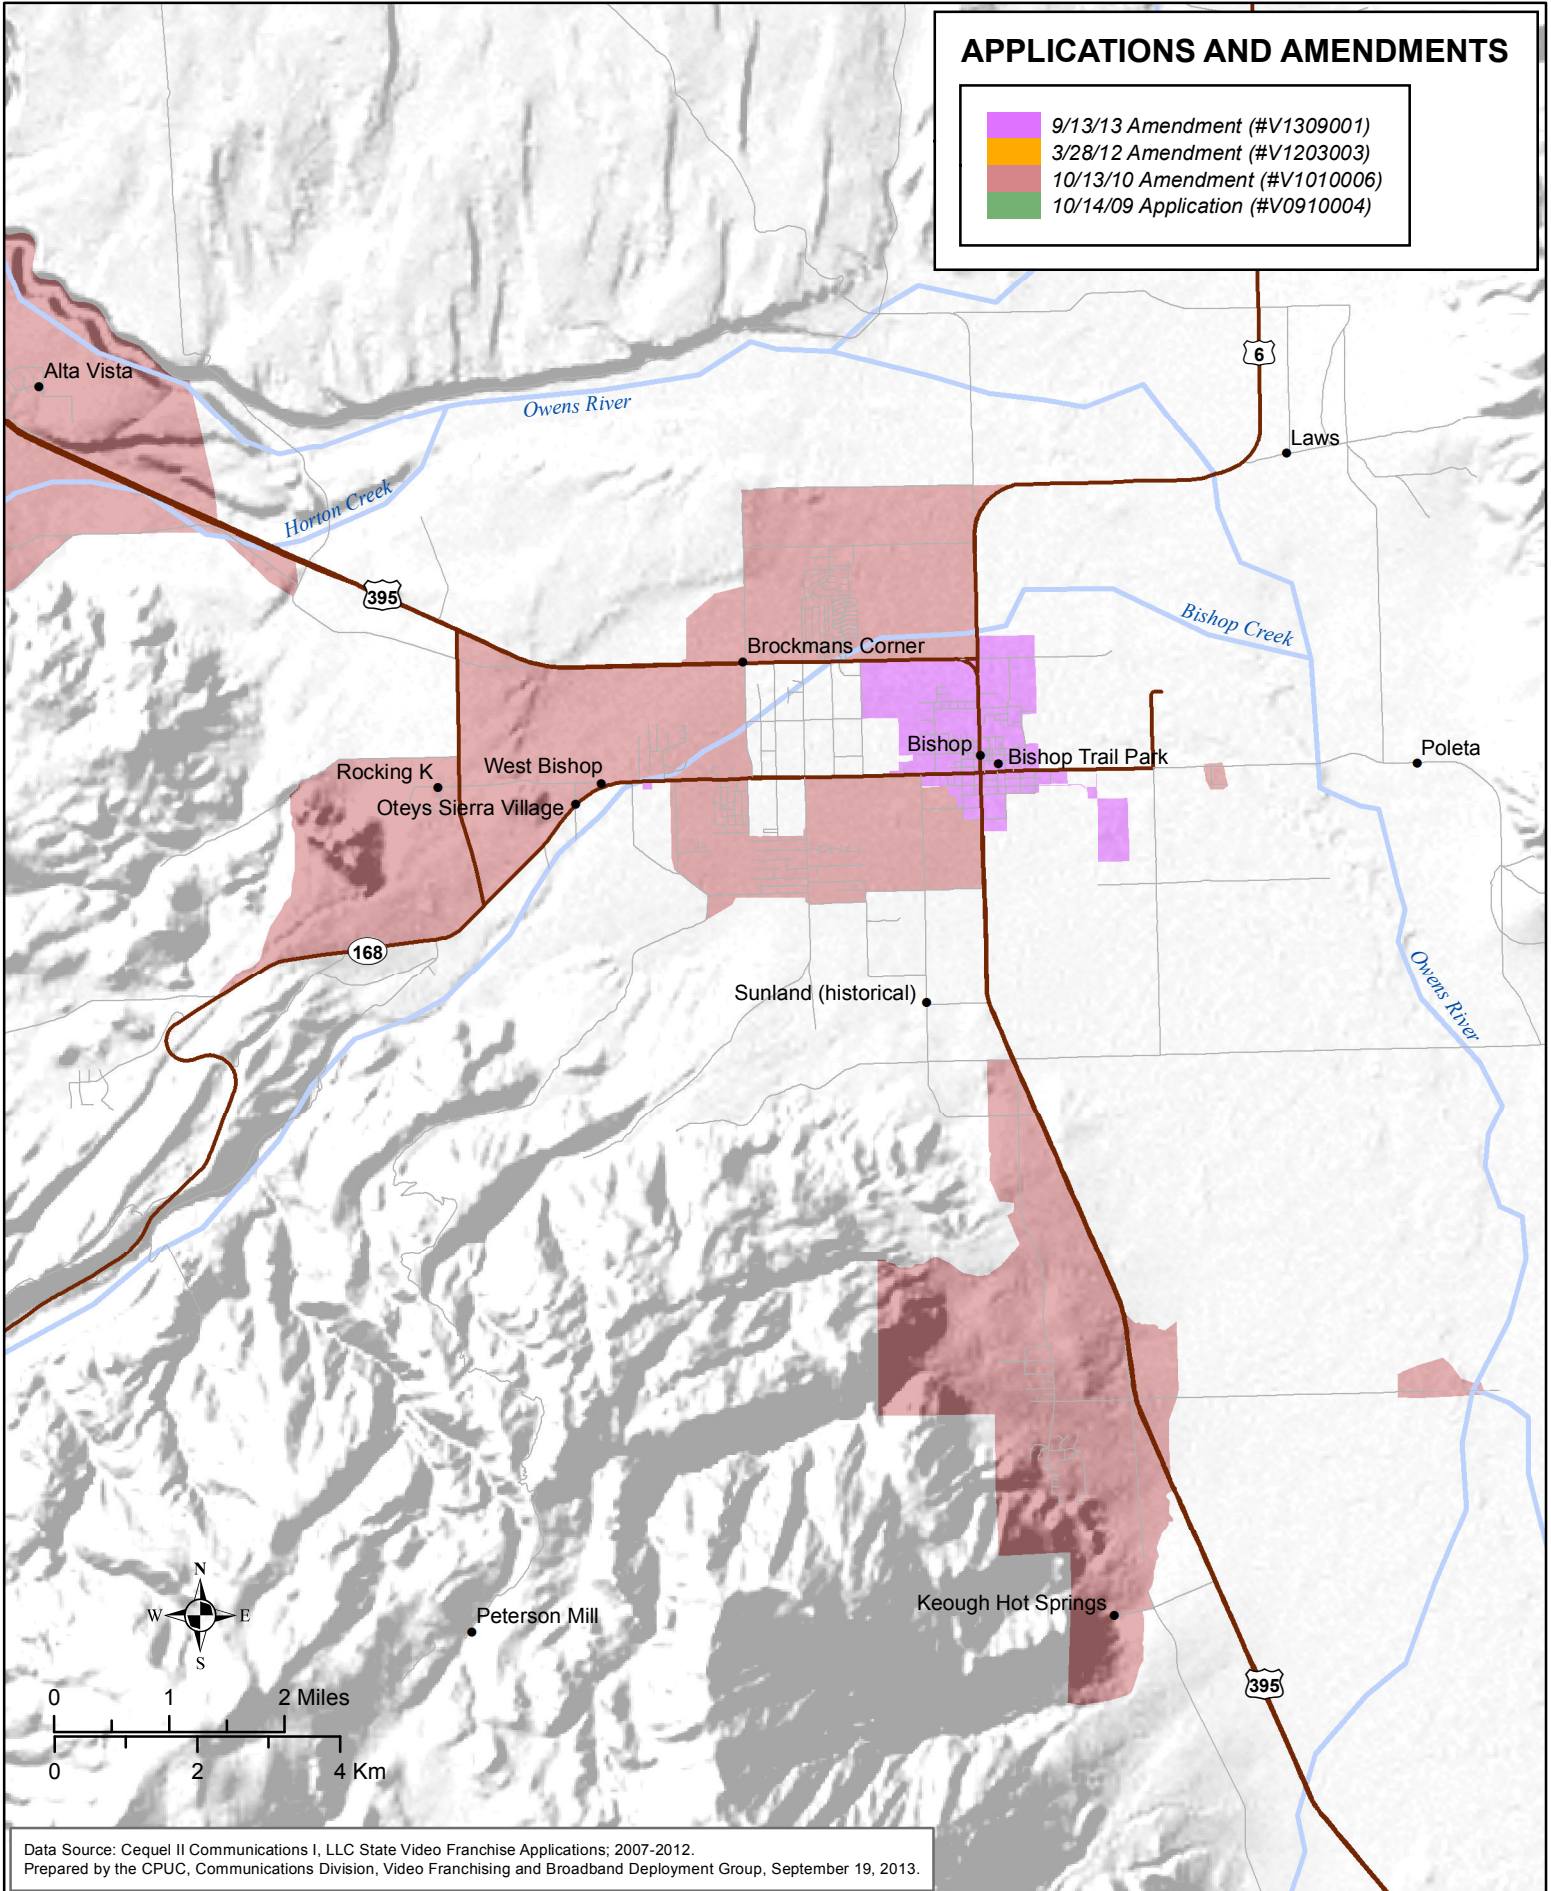 APPLICATIONS AND AMENDMENTS
9/13/13 Amendment (#V1309001)
3/28/12 Amendment (#V1203003)
10/13/10 Amendment (#V1010006)
10/14/09 Application (#V0910004)
6
Alta Vista
Owens River
Laws
Horton Creek
395
Bishop Creek
Brockmans Corner
Bishop
Bishop Trail Park
Poleta
Rocking K
West Bishop
Oteys Sierra Village
168
Owens River
Sunland (historical)
Keough Hot Springs
Peterson Mill
N
W E
S
395
0 1 2 Miles
0 2 4 Km
Data Source: Cequel II Communications I, LLC State Video Franchise Applications; 2007-2012.
Prepared by the CPUC, Communications Division, Video Franchising and Broadband Deployment Group, September 19, 2013.